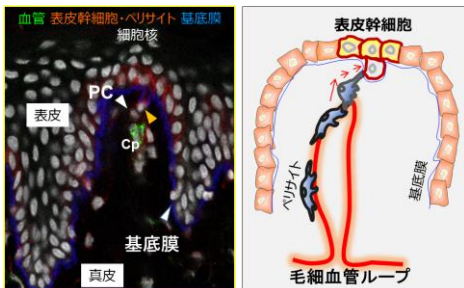 血管 表皮幹細胞・ペリサイト 基底膜
細胞核
PC
表皮
Cp
基底膜
真皮
表皮幹細胞
ペリサイト
基底膜
毛細血管ループ